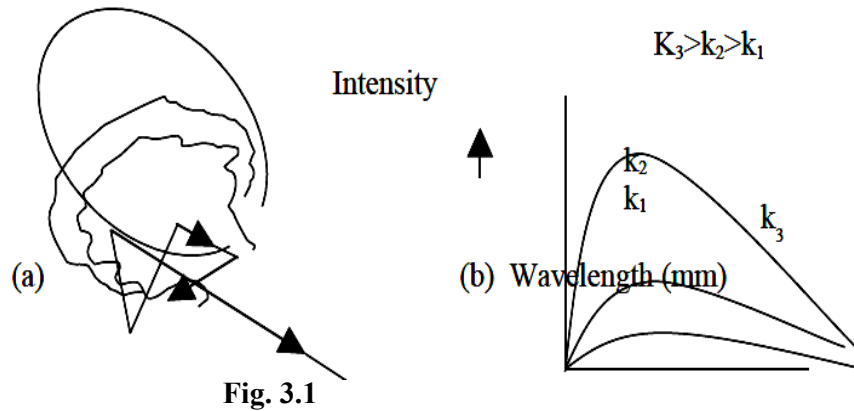 K₃>k₂>k₁
Intensity
k₂
k₁
k₃
(a)
(b) Wavelength (mm)
Fig. 3.1